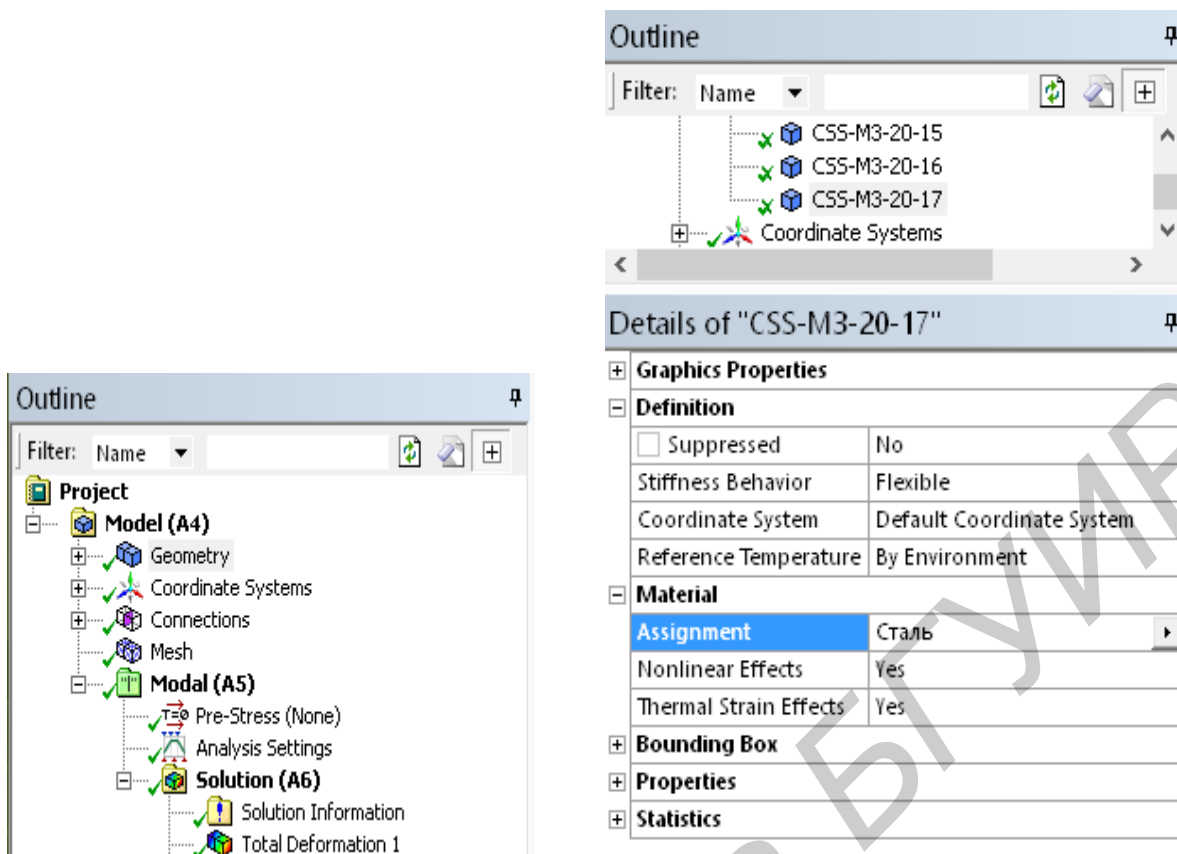 Outline
Filter: Name
Project
Model (A4)
Geometry
Coordinate Systems
Connections
Mesh
Modal (A5)
T=0 Pre-Stress (None)
Analysis Settings
Solution (A6)
Solution Information
Total Deformation 1
Outline
Filter: Name
CSS-M3-20-15
CSS-M3-20-16
CSS-M3-20-17
Coordinate Systems
Details of "CSS-M3-20-17"
Graphics Properties
Definition
Suppressed No
Stiffness Behavior Flexible
Coordinate System Default Coordinate System
Reference Temperature By Environment
Material
Assignment Сталь
Nonlinear Effects Yes
Thermal Strain Effects Yes
Bounding Box
Properties
Statistics
БГУИР